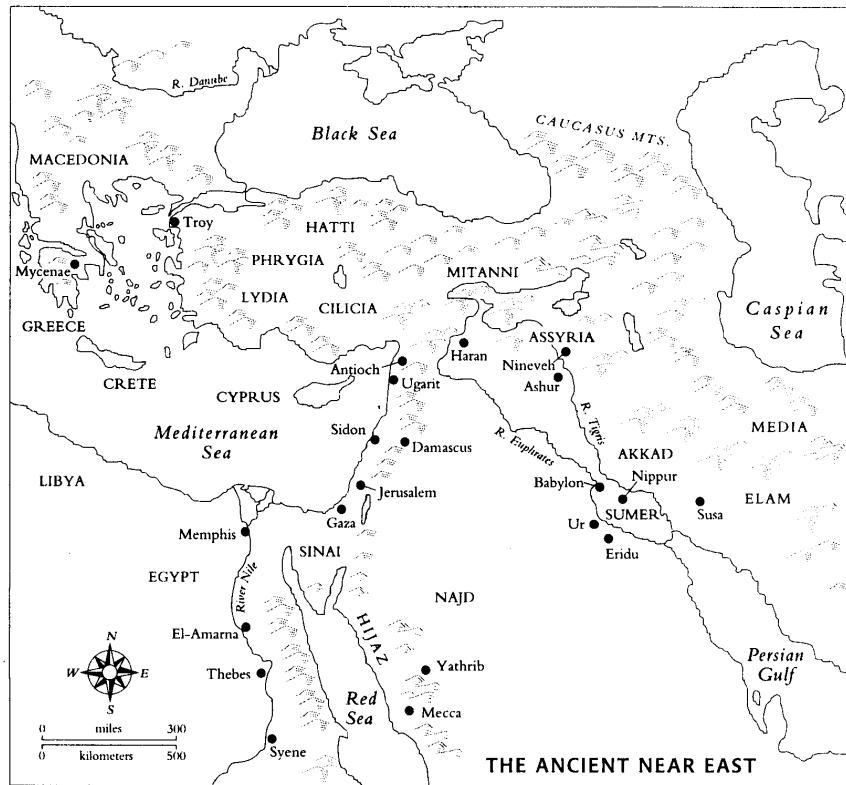 R. Danube
Black Sea
CAUCASUS MTS.
MACEDONIA
Troy
HATTI
PHRYGIA
Mycenae
MITANNI
LYDIA
CILICIA
GREECE
Caspian
Sea
Haran
ASSYRIA
Nineveh
Ashur
Antioch
Ugarit
CRETE
CYPRUS
Mediterranean
Sea
R. Tigris
R. Euphrates
MEDIA
Sidon
Damascus
AKKAD
Nippur
LIBYA
Jerusalem
Babylon
ELAM
Gaza
SUMER
Susa
Ur
Eridu
Memphis
SINAI
EGYPT
River Nile
NAJD
El-Amarna
HIJAZ
N
W
E
S
Thebes
Yathrib
Persian
Gulf
Red
Sea
Mecca
0 miles 300
0 kilometers 500
Syene
THE ANCIENT NEAR EAST